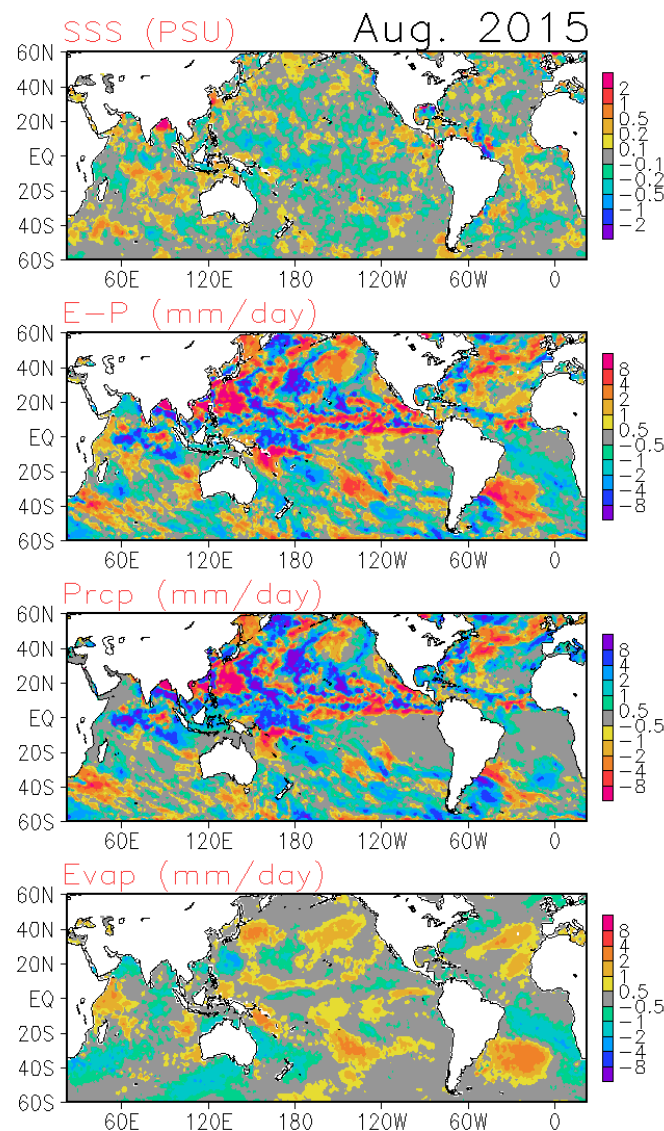 SSS (PSU) Aug. 2015
60N
40N
20N
EQ
20S
40S
60S
60E 120E 180 120W 60W 0
2
1
0.5
0.2
0.1
-0.1
-0.2
-0.5
-1
-2
E-P (mm/day)
60N
40N
20N
EQ
20S
40S
60S
60E 120E 180 120W 60W 0
8
4
2
1
0.5
-0.5
-1
-2
-4
-8
Prcp (mm/day)
60N
40N
20N
EQ
20S
40S
60S
60E 120E 180 120W 60W 0
8
4
2
1
0.5
-0.5
-1
-2
-4
-8
Evap (mm/day)
60N
40N
20N
EQ
20S
40S
60S
60E 120E 180 120W 60W 0
8
4
2
1
0.5
-0.5
-1
-2
-4
-8